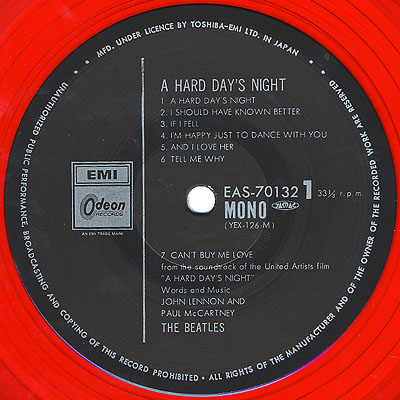 MFD. UNDER LICENCE BY TOSHIBA-EMI LTD. IN JAPAN
UNAUTHORIZED PUBLIC PERFORMANCE, BROADCASTING AND COPYING OF THIS RECORD PROHIBITED • ALL RIGHTS OF THE MANUFACTURER AND OF THE OWNER OF THE RECORDED WORK ARE RESERVED
A HARD DAY'S NIGHT
1 A HARD DAY'S NIGHT
2. I SHOULD HAVE KNOWN BETTER
3. IF I FELL
4. I'M HAPPY JUST TO DANCE WITH YOU
5. AND I LOVE HER
6 TELL ME WHY
EMI
Odeon
RECORDS
AN EMI TRADE MARK
EAS-70132 1 33⅓ r.p.m.
MONO
(YEX-126-M)
7 CAN'T BUY ME LOVE
from the soundtrack of the United Artists film
"A HARD DAY'S NIGHT"
Words and Music
JOHN LENNON AND
PAUL McCARTNEY
THE BEATLES